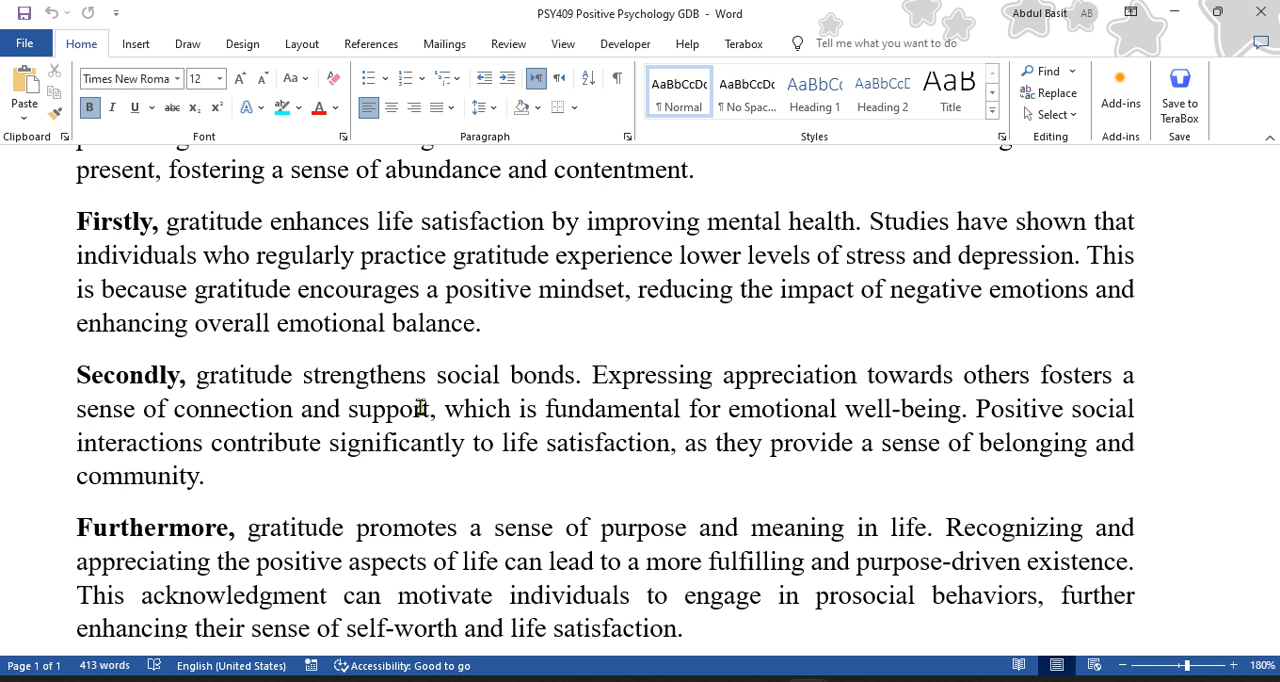 PSY409 Positive Psychology GDB - Word
Abdul Basit AB
File Home Insert Draw Design Layout References Mailings Review View Developer Help Terabox Tell me what you want to do
Paste
Clipboard
Times New Roma 12
Aa
B I U abc x₂ x² A A
Font
Paragraph
AaBbCcDc AaBbCcDc AaBbCc AaBbCcD AaB
¶ Normal ¶ No Spac... Heading 1 Heading 2 Title
Styles
Find
Replace
Select
Editing
Add-ins
Add-ins
Save to
TeraBox
Save
present, fostering a sense of abundance and contentment.
Firstly, gratitude enhances life satisfaction by improving mental health. Studies have shown that
individuals who regularly practice gratitude experience lower levels of stress and depression. This
is because gratitude encourages a positive mindset, reducing the impact of negative emotions and
enhancing overall emotional balance.
Secondly, gratitude strengthens social bonds. Expressing appreciation towards others fosters a
sense of connection and support, which is fundamental for emotional well-being. Positive social
interactions contribute significantly to life satisfaction, as they provide a sense of belonging and
community.
Furthermore, gratitude promotes a sense of purpose and meaning in life. Recognizing and
appreciating the positive aspects of life can lead to a more fulfilling and purpose-driven existence.
This acknowledgment can motivate individuals to engage in prosocial behaviors, further
enhancing their sense of self-worth and life satisfaction.
Page 1 of 1 413 words English (United States) Accessibility: Good to go 180%